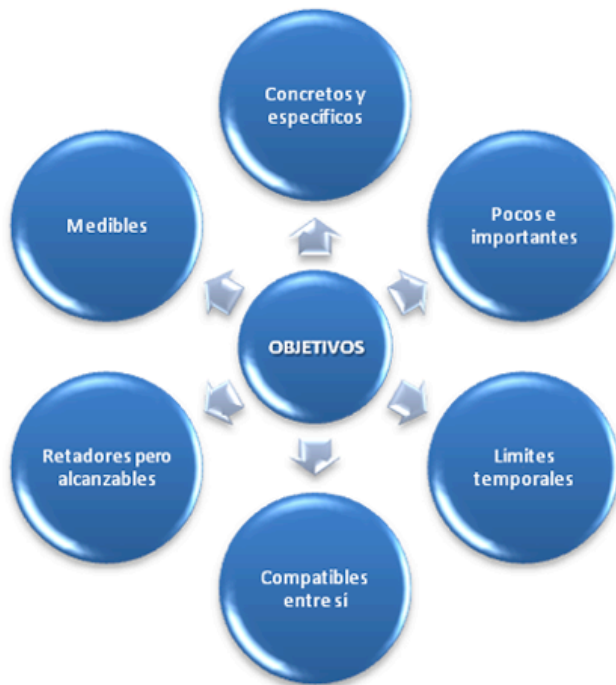 Concretos y
específicos
Medibles
Pocos e
importantes
OBJETIVOS
Retadores pero
alcanzables
Limites
temporales
Compatibles
entre si